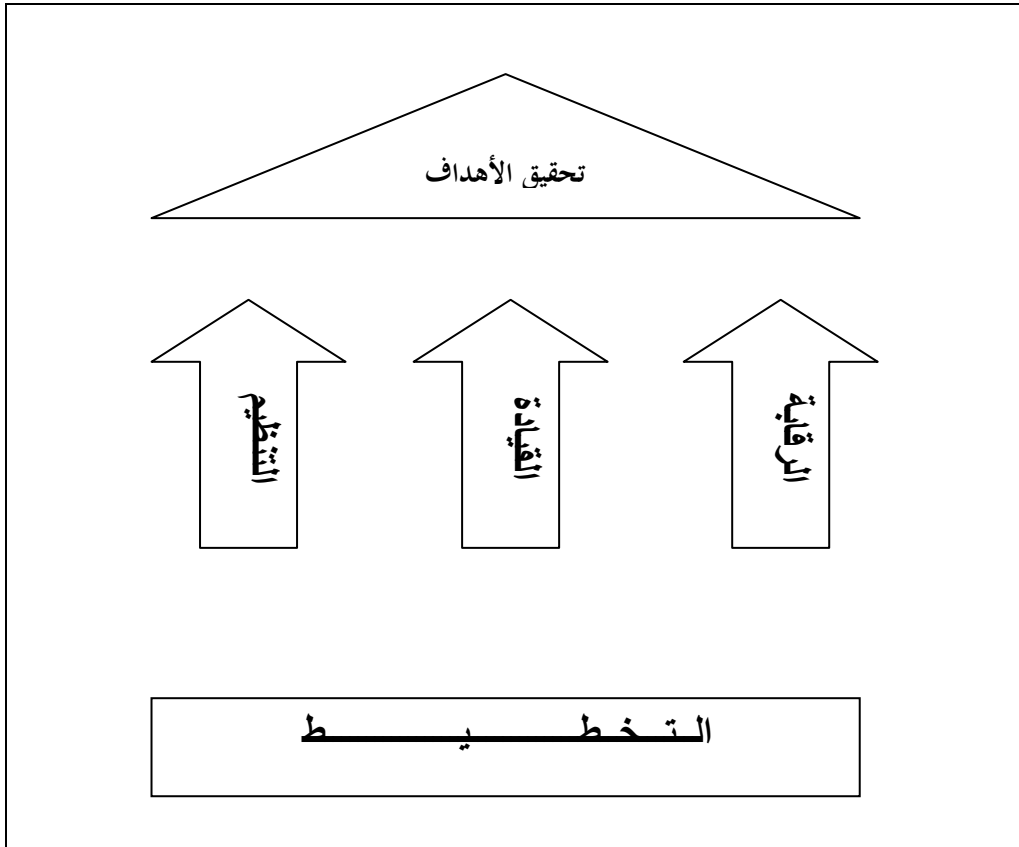 تحقيق الأهداف
الرقابة
القيادة
التنظيم
التخطيط